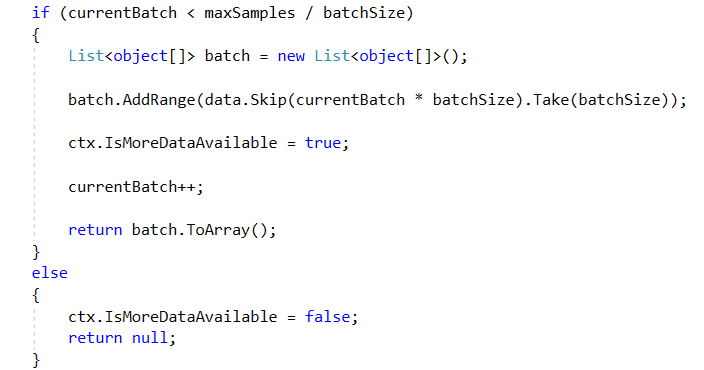 if (currentBatch < maxSamples / batchSize)
{
    List<object[]> batch = new List<object[]>();
    batch.AddRange(data.Skip(currentBatch * batchSize).Take(batchSize));
    ctx.IsMoreDataAvailable = true;
    currentBatch++;
    return batch.ToArray();
}
else
{
    ctx.IsMoreDataAvailable = false;
    return null;
}